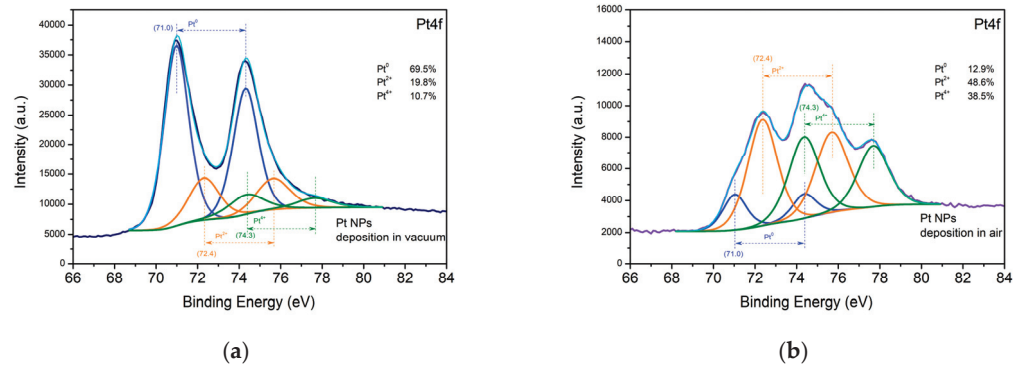 Pt4f
(71.0)
Pt⁰
Pt⁰ 69.5%
Pt²⁺ 19.8%
Pt⁴⁺ 10.7%
40000
35000
30000
25000
20000
15000
10000
5000
0
Intensity (a.u.)
Pt⁴⁺
(74.3)
Pt²⁺
(72.4)
Pt NPs
deposition in vacuum
66 68 70 72 74 76 78 80 82 84
Binding Energy (eV)
(a)
Pt4f
(72.4)
Pt²⁺
Pt⁰ 12.9%
Pt²⁺ 48.6%
Pt⁴⁺ 38.5%
(74.3)
Pt⁴⁺
16000
14000
12000
10000
8000
6000
4000
2000
0
Intensity (a.u.)
Pt⁰
(71.0)
Pt NPs
deposition in air
66 68 70 72 74 76 78 80 82 84
Binding Energy (eV)
(b)